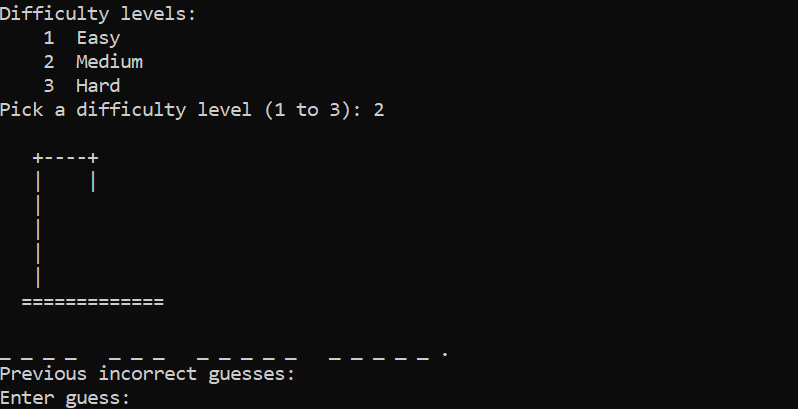 Difficulty levels:
    1  Easy
    2  Medium
    3  Hard
Pick a difficulty level (1 to 3): 2

   +----+
   |    |
   |
   |
   |
   |
  =============

_ _ _ _   _ _ _   _ _ _ _ _   _ _ _ _ _ .
Previous incorrect guesses:
Enter guess: